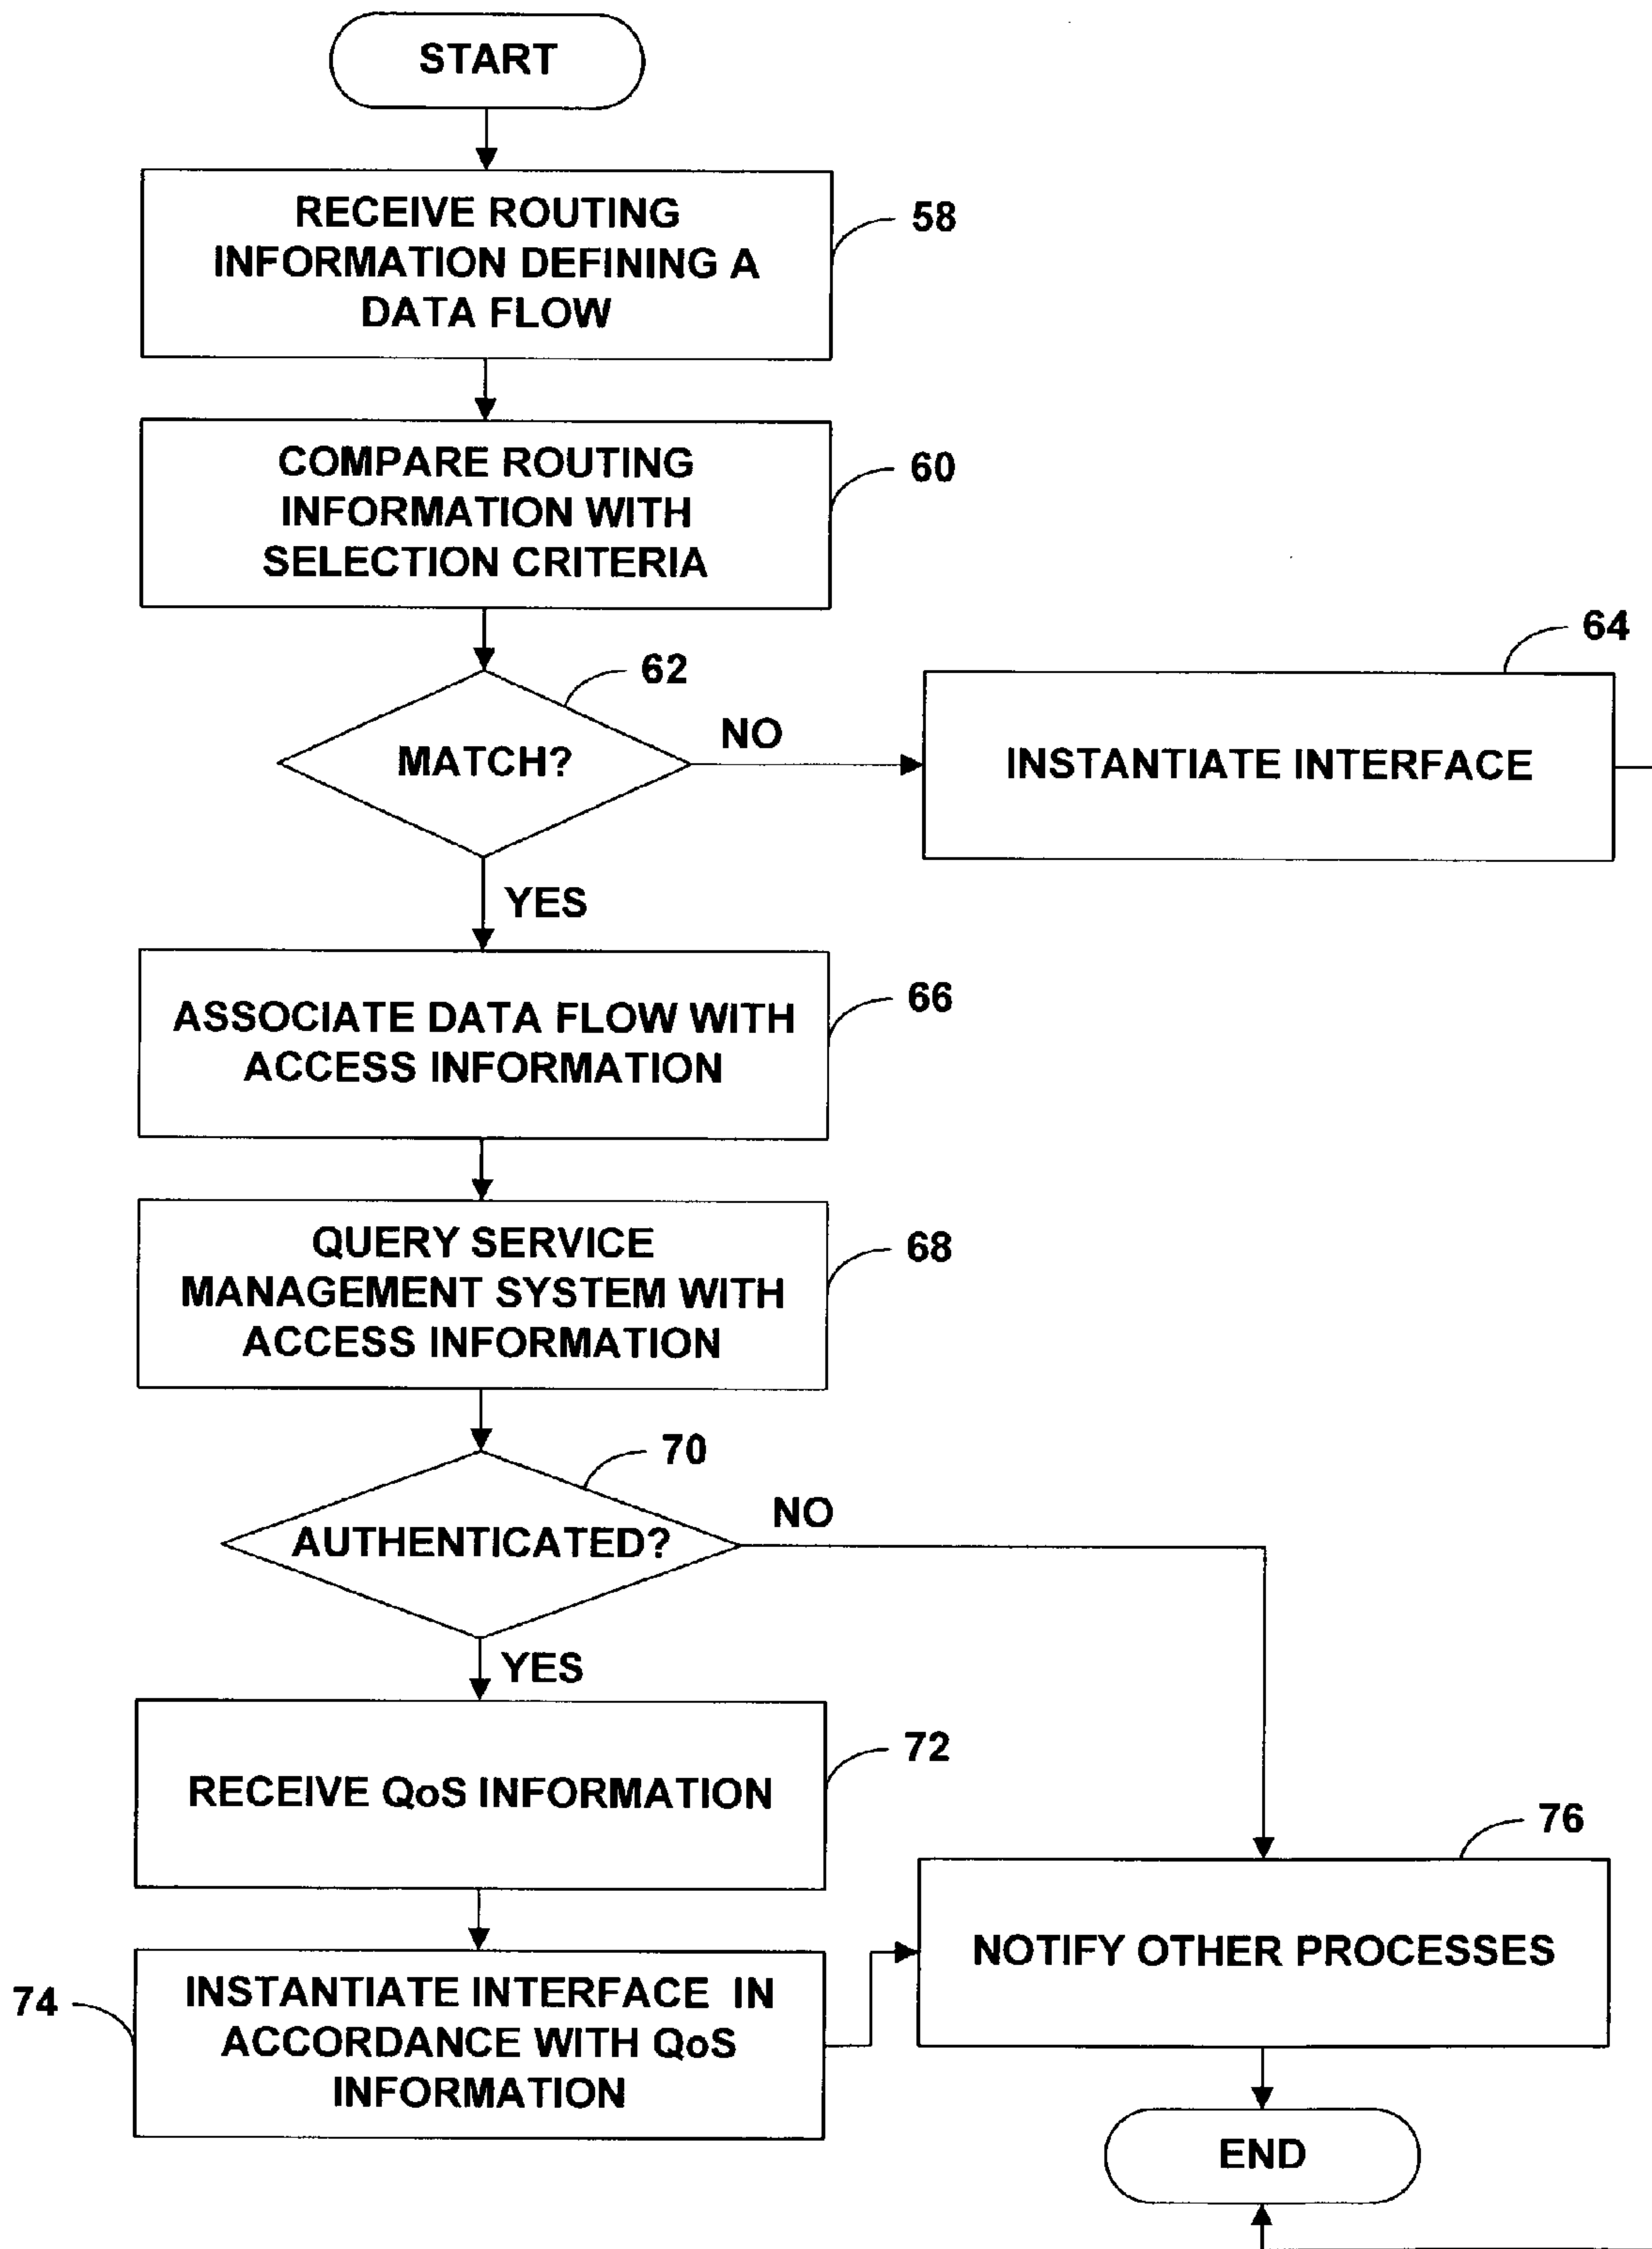 START
RECEIVE ROUTING
INFORMATION DEFINING A
DATA FLOW
58
COMPARE ROUTING
INFORMATION WITH
SELECTION CRITERIA
60
62
MATCH?
NO
64
INSTANTIATE INTERFACE
YES
ASSOCIATE DATA FLOW WITH
ACCESS INFORMATION
66
QUERY SERVICE
MANAGEMENT SYSTEM WITH
ACCESS INFORMATION
68
70
AUTHENTICATED?
NO
YES
RECEIVE QoS INFORMATION
72
74
INSTANTIATE INTERFACE IN
ACCORDANCE WITH QoS
INFORMATION
76
NOTIFY OTHER PROCESSES
END